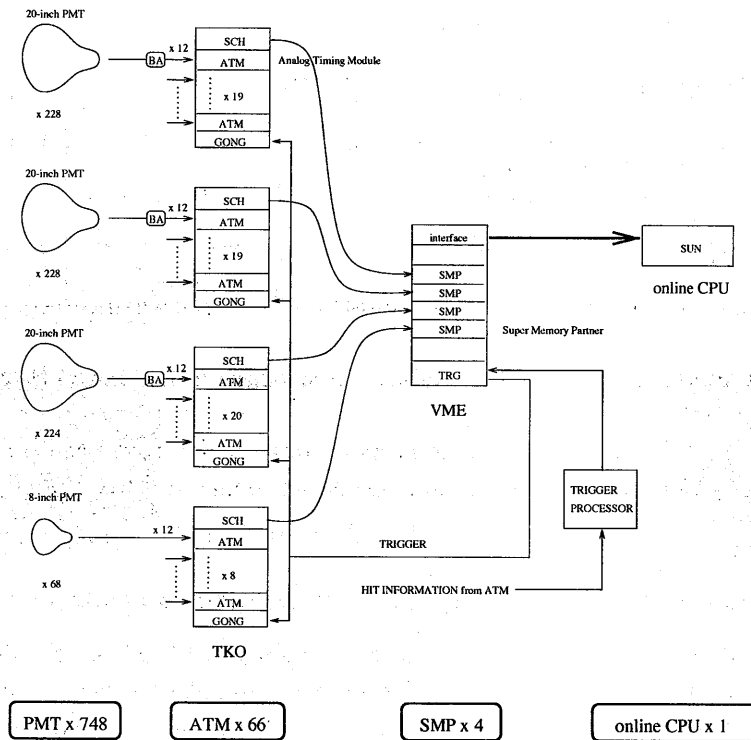 20-inch PMT
x 228
BA
x 12
SCH
ATM
x 19
ATM
GONG
Analog Timing Module
20-inch PMT
x 228
BA
x 12
SCH
ATM
x 19
ATM
GONG
20-inch PMT
x 224
BA
x 12
SCH
ATM
x 20
ATM
GONG
8-inch PMT
x 68
x 12
SCH
ATM
x 8
ATM
GONG
TKO
interface
SMP
SMP
SMP
SMP
TRG
VME
Super Memory Partner
SUN
online CPU
TRIGGER
PROCESSOR
TRIGGER
HIT INFORMATION from ATM
PMT x 748
ATM x 66
SMP x 4
online CPU x 1